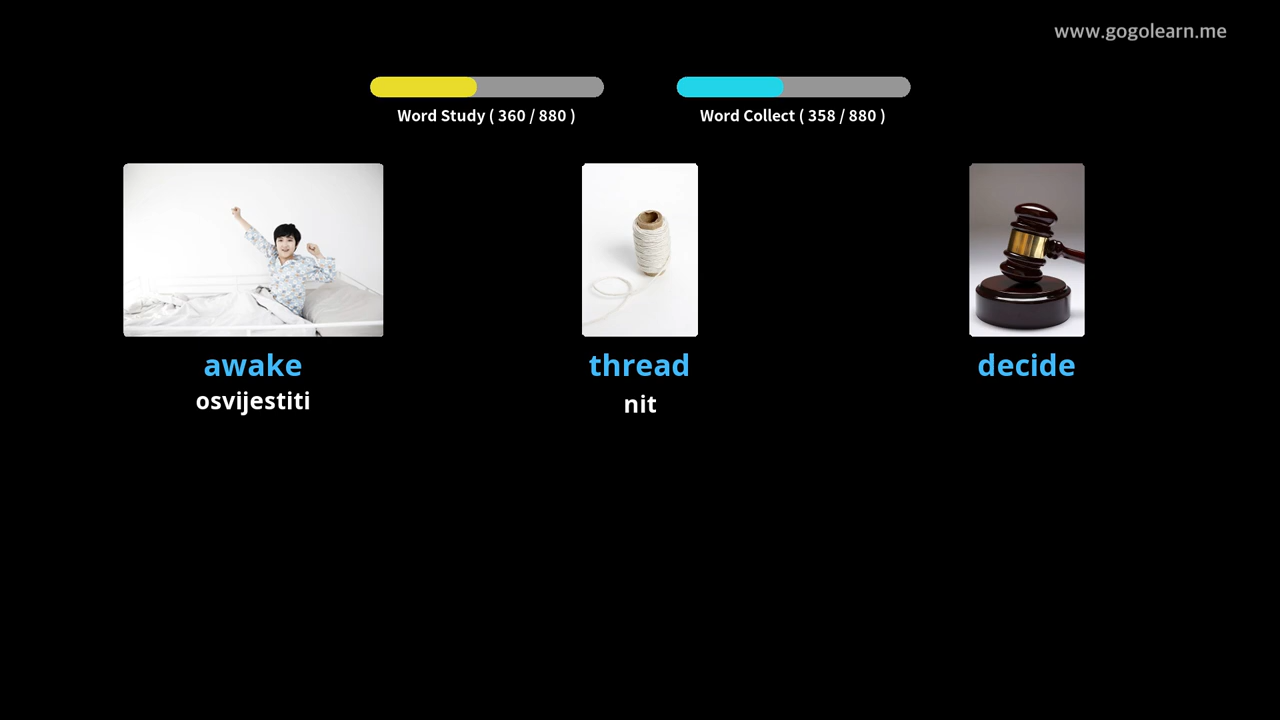 www.gogolearn.me
Word Study ( 360 / 880 )
Word Collect ( 358 / 880 )
awake
osvijestiti
thread
nit
decide